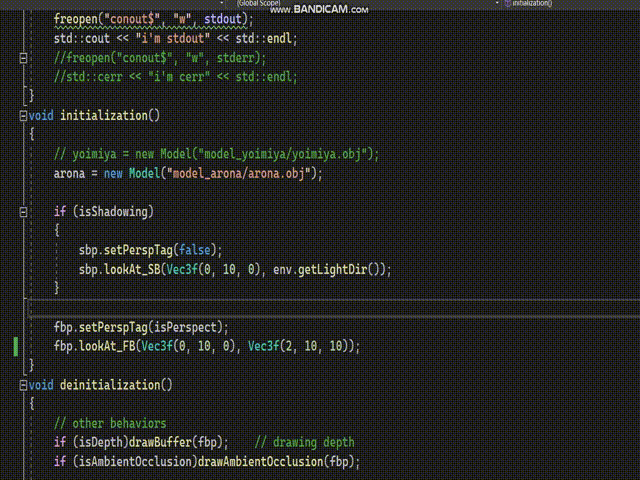 (Global Scope)
www.BANDICAM.com
initialization()
freopen("conout$", "w", stdout);
std::cout << "i'm stdout" << std::endl;
//freopen("conout$", "w", stderr);
//std::cerr << "i'm cerr" << std::endl;
}
void initialization()
{
// yoimiya = new Model("model_yoimiya/yoimiya.obj");
arona = new Model("model_arona/arona.obj");
if (isShadowing)
{
sbp.setPerspTag(false);
sbp.lookAt_SB(Vec3f(0, 10, 0), env.getLightDir());
}
fbp.setPerspTag(isPerspect);
fbp.lookAt_FB(Vec3f(0, 10, 0), Vec3f(2, 10, 10));
}
void deinitialization()
{
// other behaviors
if (isDepth)drawBuffer(fbp);    // drawing depth
if (isAmbientOcclusion)drawAmbientOcclusion(fbp);